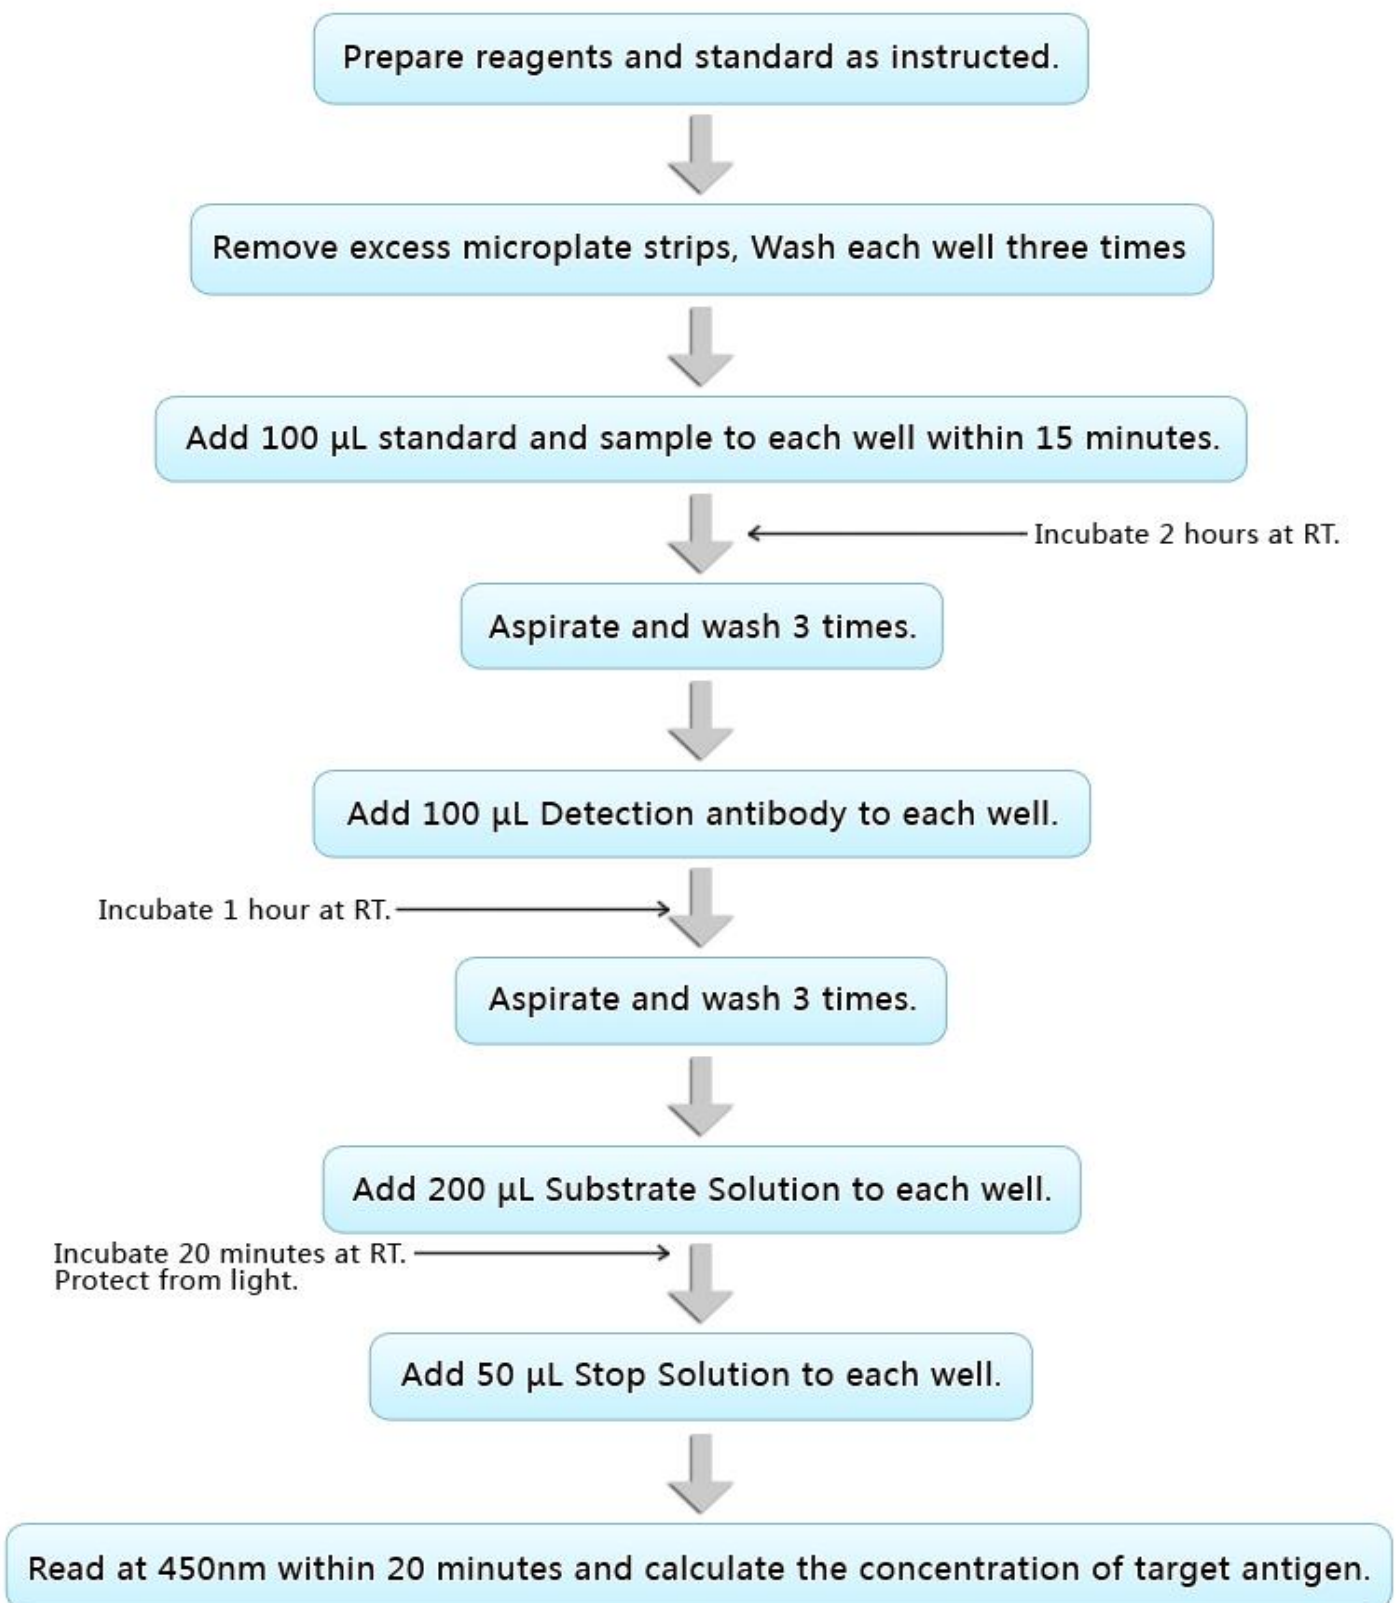 Prepare reagents and standard as instructed.
Remove excess microplate strips, Wash each well three times
Add 100 µL standard and sample to each well within 15 minutes.
Incubate 2 hours at RT.
Aspirate and wash 3 times.
Add 100 µL Detection antibody to each well.
Incubate 1 hour at RT.
Aspirate and wash 3 times.
Add 200 µL Substrate Solution to each well.
Incubate 20 minutes at RT.
Protect from light.
Add 50 µL Stop Solution to each well.
Read at 450nm within 20 minutes and calculate the concentration of target antigen.